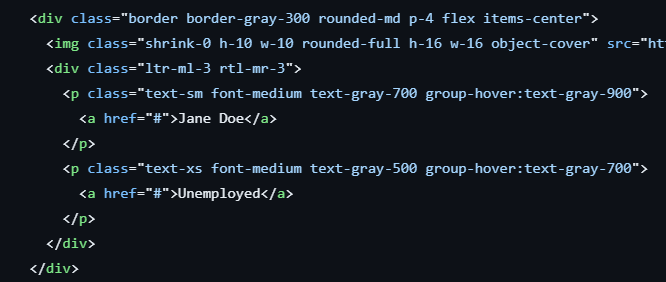 <div class="border border-gray-300 rounded-md p-4 flex items-center">
<img class="shrink-0 h-10 w-10 rounded-full h-16 w-16 object-cover" src="ht
<div class="ltr-ml-3 rtl-mr-3">
<p class="text-sm font-medium text-gray-700 group-hover:text-gray-900">
<a href="#">Jane Doe</a>
</p>
<p class="text-xs font-medium text-gray-500 group-hover:text-gray-700">
<a href="#">Unemployed</a>
</p>
</div>
</div>